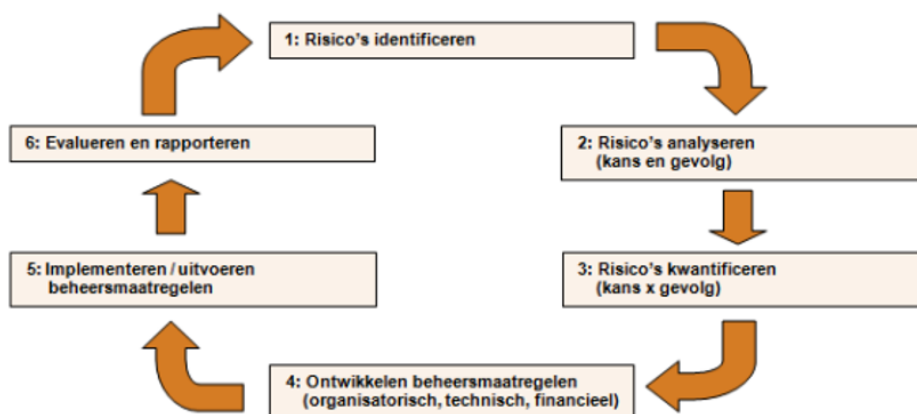 1: Risico's identificeren
2: Risico's analyseren
(kans en gevolg)
3: Risico's kwantificeren
(kans x gevolg)
4: Ontwikkelen beheersmaatregelen
(organisatorisch, technisch, financieel)
5: Implementeren / uitvoeren
beheersmaatregelen
6: Evalueren en rapporteren